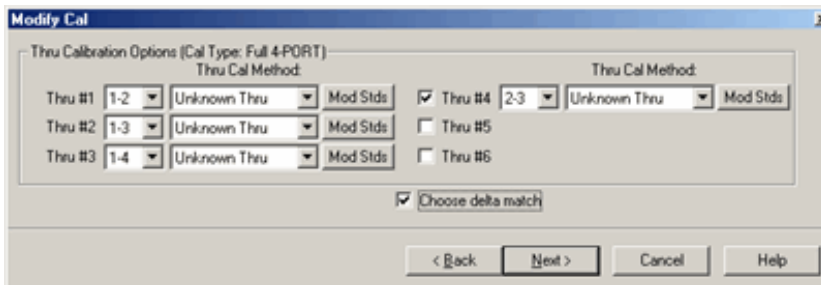 Modify Cal
Thru Calibration Options (Cal Type: Full 4-PORT)
Thru Cal Method:
Thru Cal Method:
Thru #1 1-2 Unknown Thru Mod Stds
Thru #4 2-3 Unknown Thru Mod Stds
Thru #2 1-3 Unknown Thru Mod Stds
Thru #5
Thru #3 1-4 Unknown Thru Mod Stds
Thru #6
Choose delta match
< Back
Next >
Cancel
Help